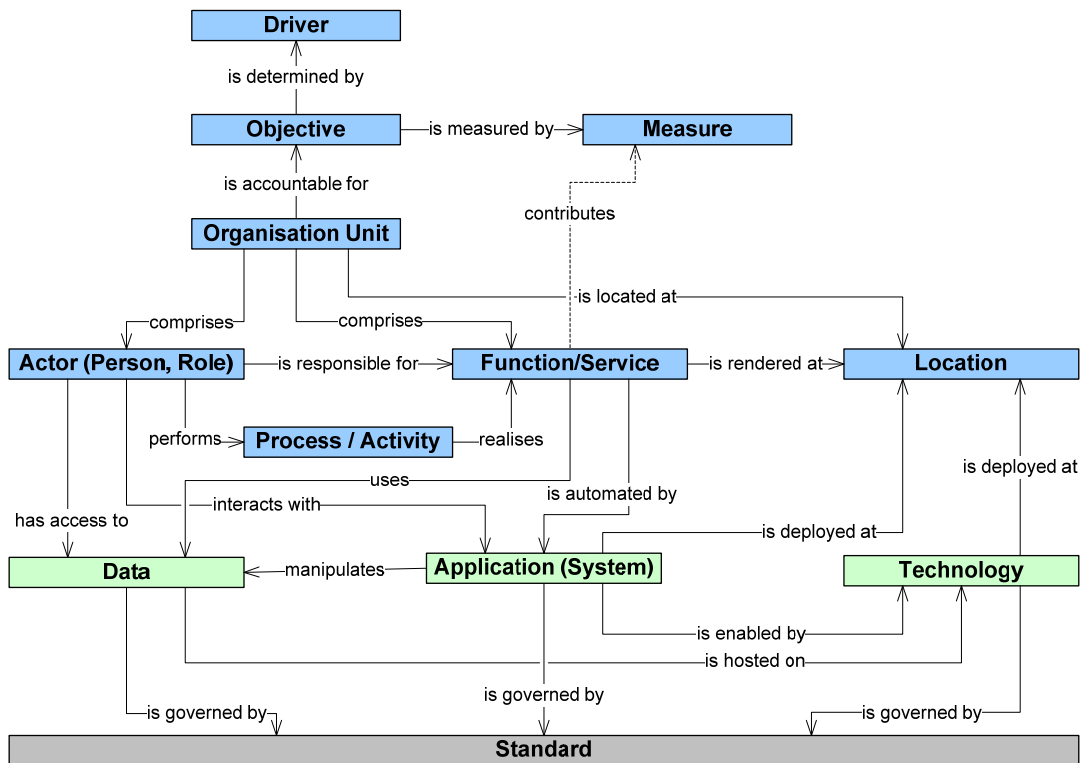 Driver
is determined by
Objective
is measured by
Measure
is accountable for
contributes
Organisation Unit
is located at
comprises
comprises
Actor (Person, Role)
is responsible for
Function/Service
is rendered at
Location
performs
Process / Activity
realises
is deployed at
uses
is automated by
interacts with
has access to
is deployed at
Data
manipulates
Application (System)
Technology
is enabled by
is hosted on
is governed by
is governed by
is governed by
Standard